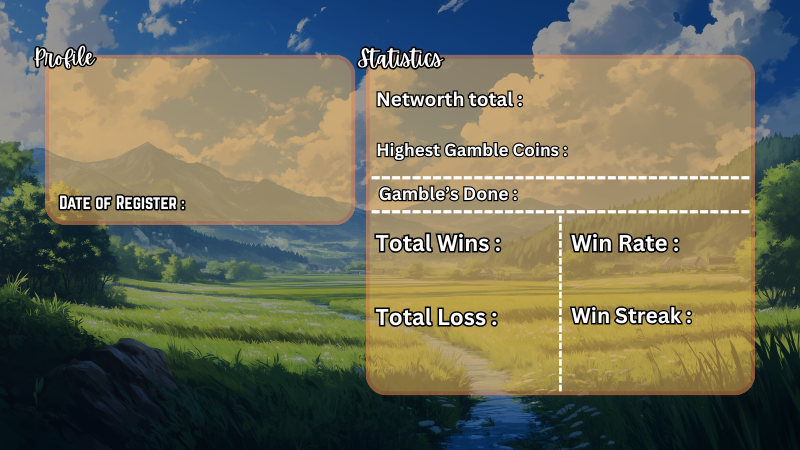 Profile
Date of Register :
Statistics
Networth total :
Highest Gamble Coins :
Gamble's Done :
Total Wins :
Win Rate :
Total Loss :
Win Streak :